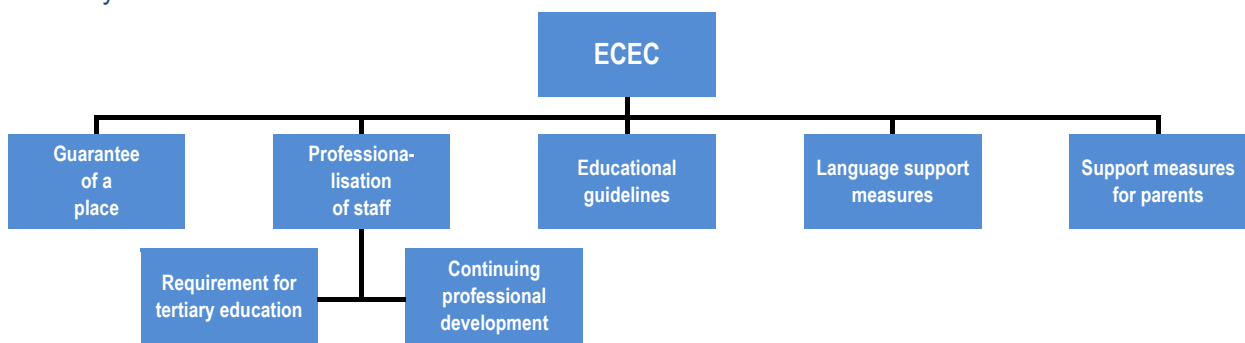 ECEC
Guarantee
of a
place
Professiona-
lisation
of staff
Educational
guidelines
Language support
measures
Support measures
for parents
Requirement for
tertiary education
Continuing
professional
development